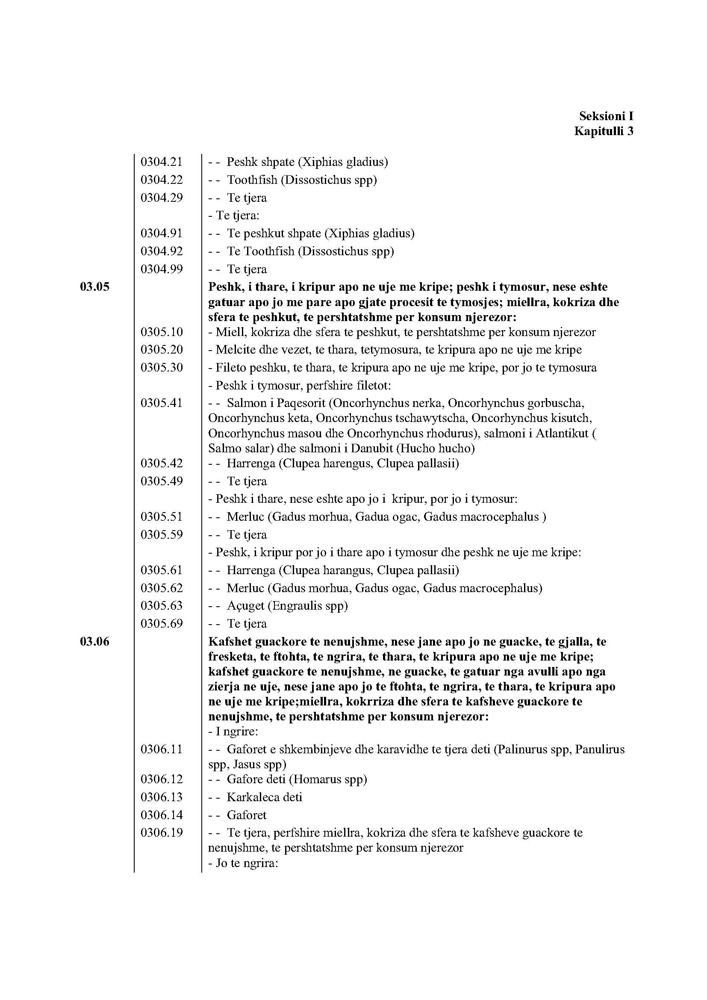 Seksioni I
Kapitulli 3
0304.21 - - Peshk shpate (Xiphias gladius)
0304.22 - - Toothfish (Dissostichus spp)
0304.29 - - Te tjera
- Te tjera:
0304.91 - - Te peshkut shpate (Xiphias gladius)
0304.92 - - Te Toothfish (Dissostichus spp)
0304.99 - - Te tjera
03.05 Peshk, i thare, i kripur apo ne uje me kripe; peshk i tymosur, nese eshte
gatuar apo jo me pare apo gjate procesit te tymosjes; miellra, kokriza dhe
sfera te peshkut, te pershtatshme per konsum njerezor:
0305.10 - Miell, kokriza dhe sfera te peshkut, te pershtatshme per konsum njerezor
0305.20 - Melcite dhe vezet, te thara, tetymosura, te kripura apo ne uje me kripe
0305.30 - Fileto peshku, te thara, te kripura apo ne uje me kripe, por jo te tymosura
- Peshk i tymosur, perfshire filetot:
0305.41 - - Salmon i Paqesorit (Oncorhynchus nerka, Oncorhynchus gorbuscha,
Oncorhynchus keta, Oncorhynchus tschawytscha, Oncorhynchus kisutch,
Oncorhynchus masou dhe Oncorhynchus rhodurus), salmoni i Atlantikut (
Salmo salar) dhe salmoni i Danubit (Hucho hucho)
0305.42 - - Harrenga (Clupea harengus, Clupea pallasii)
0305.49 - - Te tjera
- Peshk i thare, nese eshte apo jo i kripur, por jo i tymosur:
0305.51 - - Merluc (Gadus morhua, Gadua ogac, Gadus macrocephalus )
0305.59 - - Te tjera
- Peshk, i kripur por jo i thare apo i tymosur dhe peshk ne uje me kripe:
0305.61 - - Harrenga (Clupea harangus, Clupea pallasii)
0305.62 - - Merluc (Gadus morhua, Gadus ogac, Gadus macrocephalus)
0305.63 - - Açuget (Engraulis spp)
0305.69 - - Te tjera
03.06 Kafshet guackore te nenujshme, nese jane apo jo ne guacke, te gjalla, te
fresketa, te ftohta, te ngrira, te thara, te kripura apo ne uje me kripe;
kafshet guackore te nenujshme, ne guacke, te gatuar nga avulli apo nga
zierja ne uje, nese jane apo jo te ftohta, te ngrira, te thara, te kripura apo
ne uje me kripe;miellra, kokrriza dhe sfera te kafsheve guackore te
nenujshme, te pershtatshme per konsum njerezor:
- I ngrire:
0306.11 - - Gaforet e shkembinjeve dhe karavidhe te tjera deti (Palinurus spp, Panulirus
spp, Jasus spp)
0306.12 - - Gafore deti (Homarus spp)
0306.13 - - Karkaleca deti
0306.14 - - Gaforet
0306.19 - - Te tjera, perfshire miellra, kokriza dhe sfera te kafsheve guackore te
nenujshme, te pershtatshme per konsum njerezor
- Jo te ngrira: